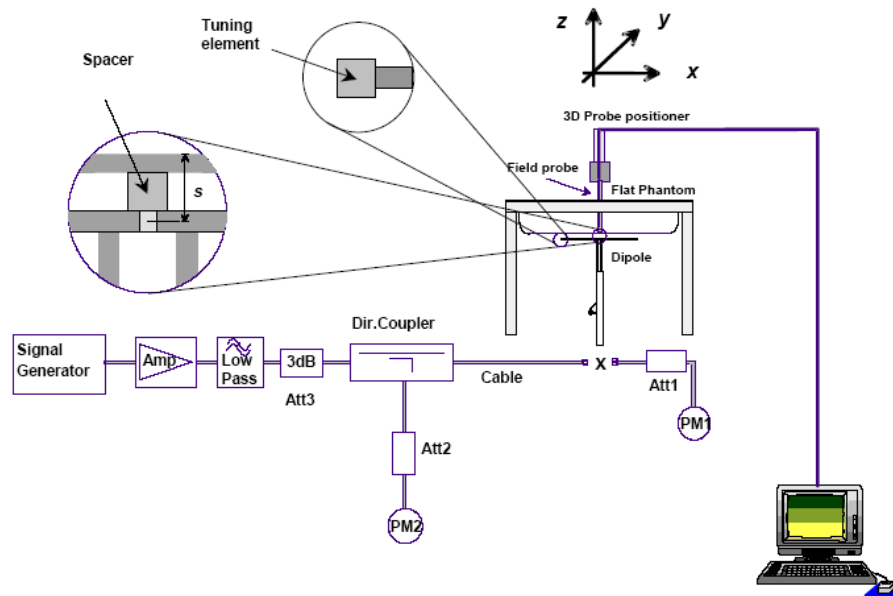 Tuning
element
Spacer
z
y
x
3D Probe positioner
Field probe
Flat Phantom
s
Dipole
Dir.Coupler
Signal
Generator
Amp
Low
Pass
3dB
Att3
Cable
X
Att1
PM1
Att2
PM2